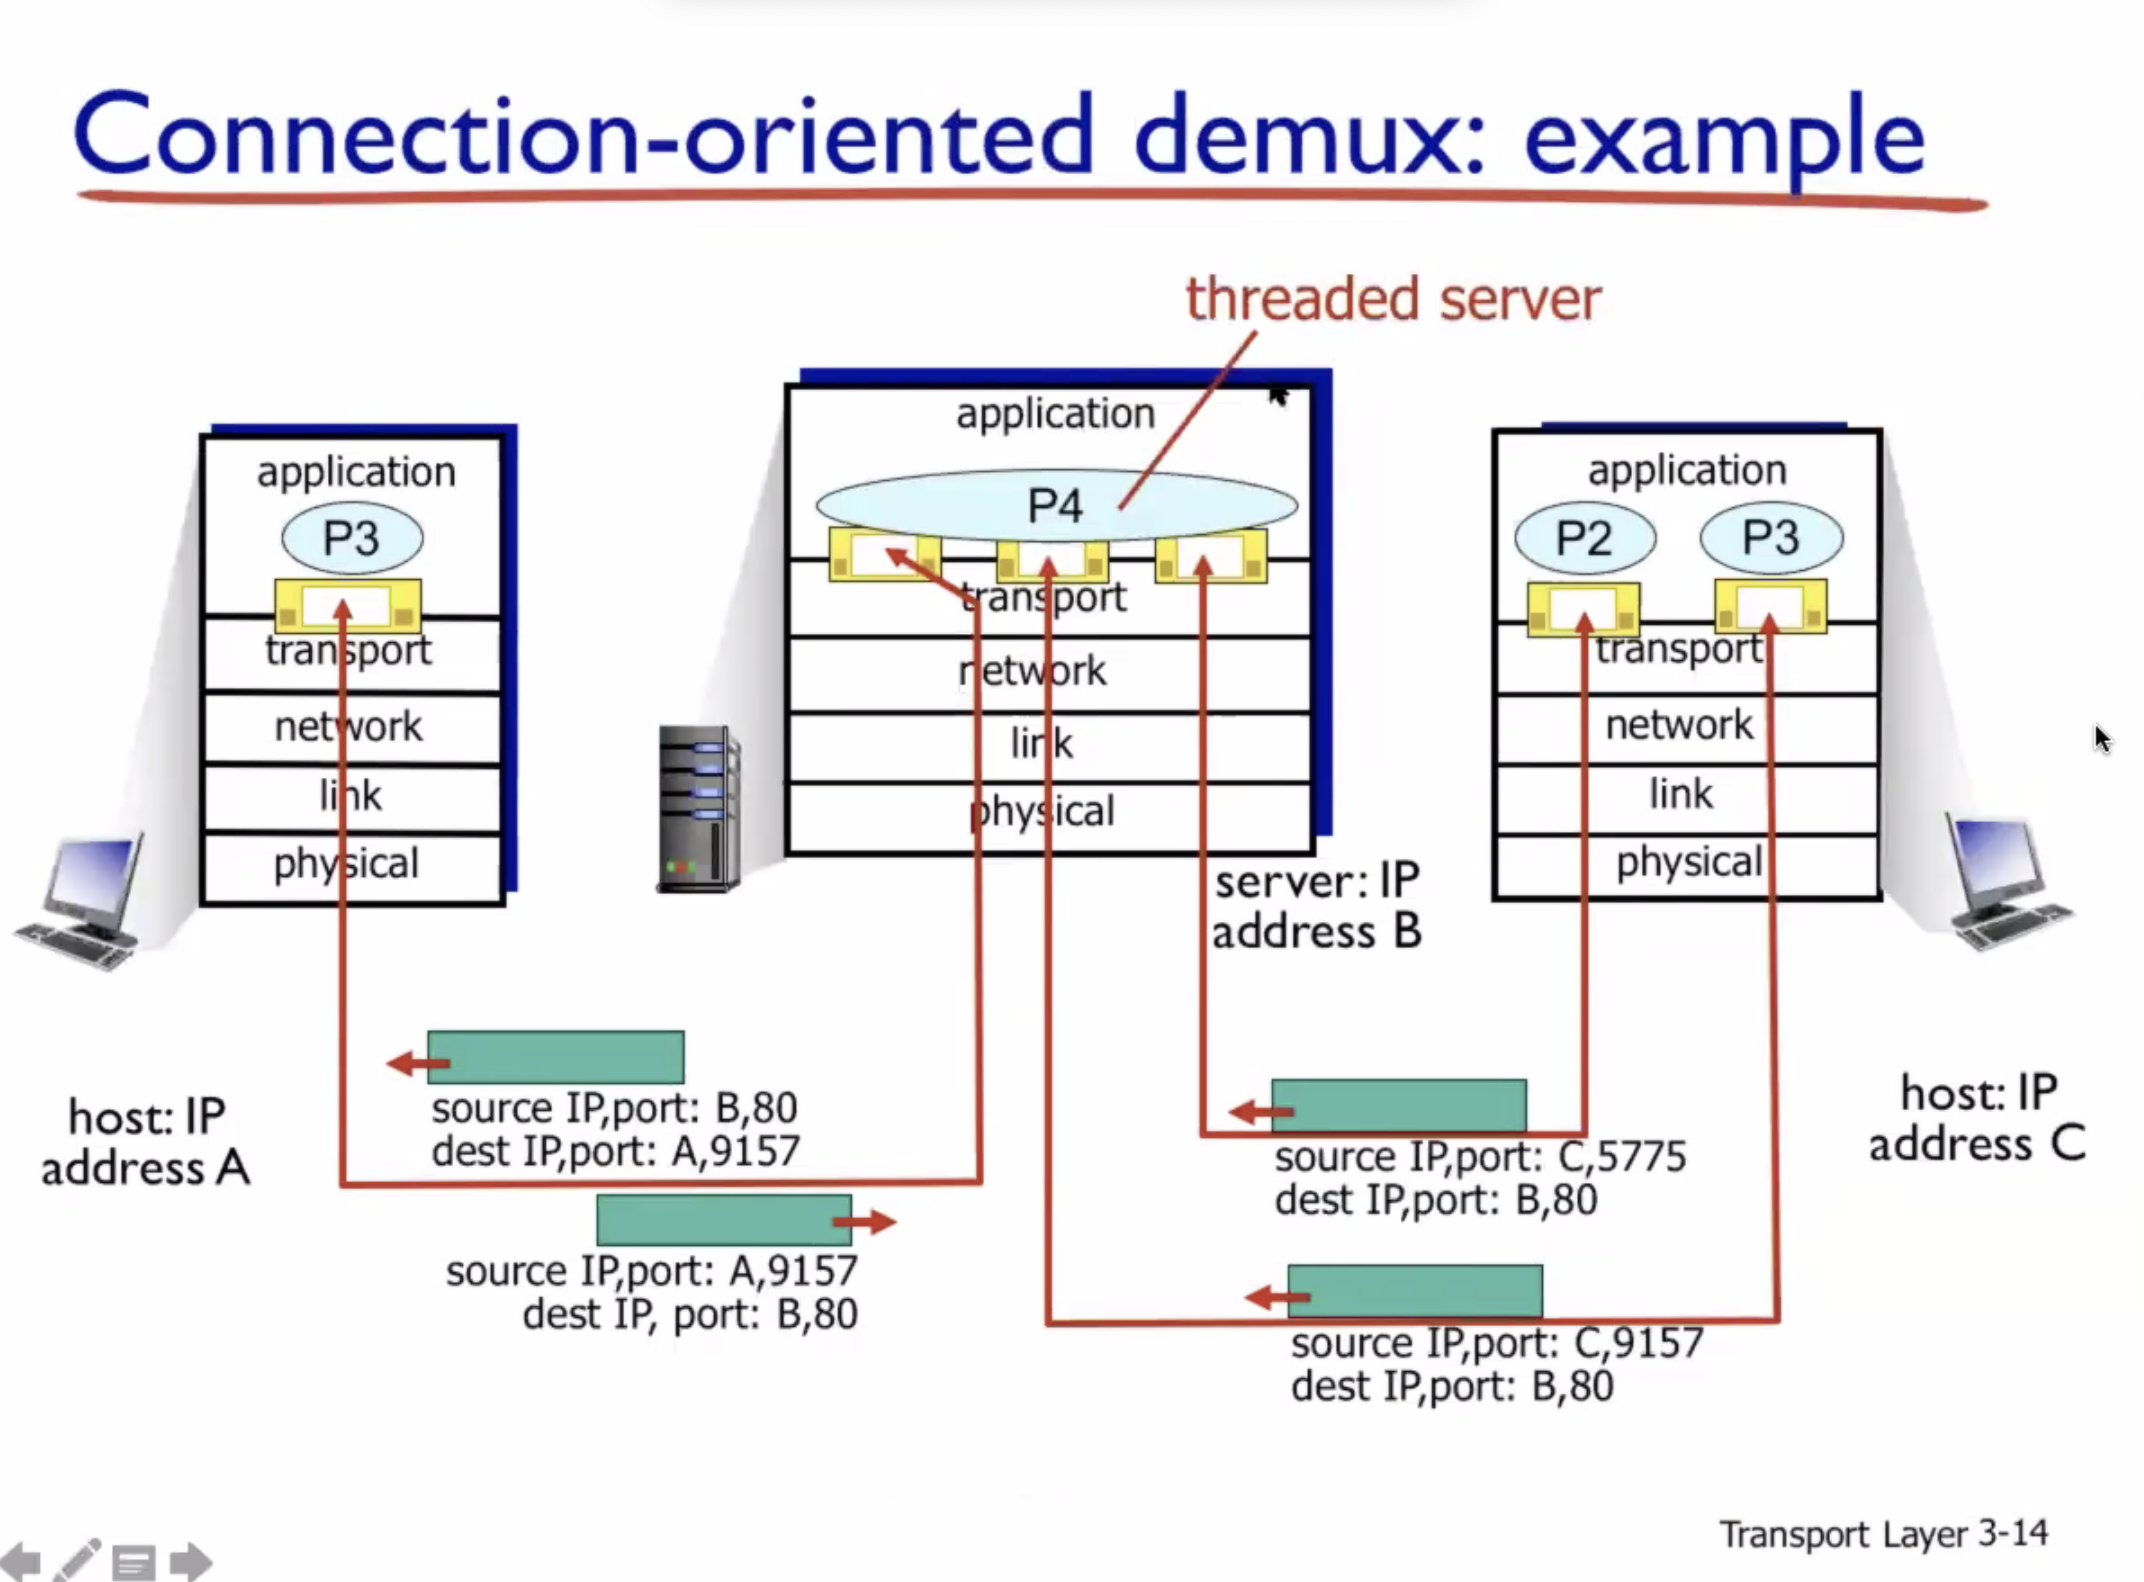 Connection-oriented demux: example
threaded server
application
P3
transport
network
link
physical
application
P4
transport
network
link
physical
application
P2
P3
transport
network
link
physical
server: IP
address B
host: IP
address A
source IP,port: B,80
dest IP,port: A,9157
source IP,port: A,9157
dest IP, port: B,80
source IP,port: C,5775
dest IP,port: B,80
source IP,port: C,9157
dest IP,port: B,80
host: IP
address C
Transport Layer 3-14